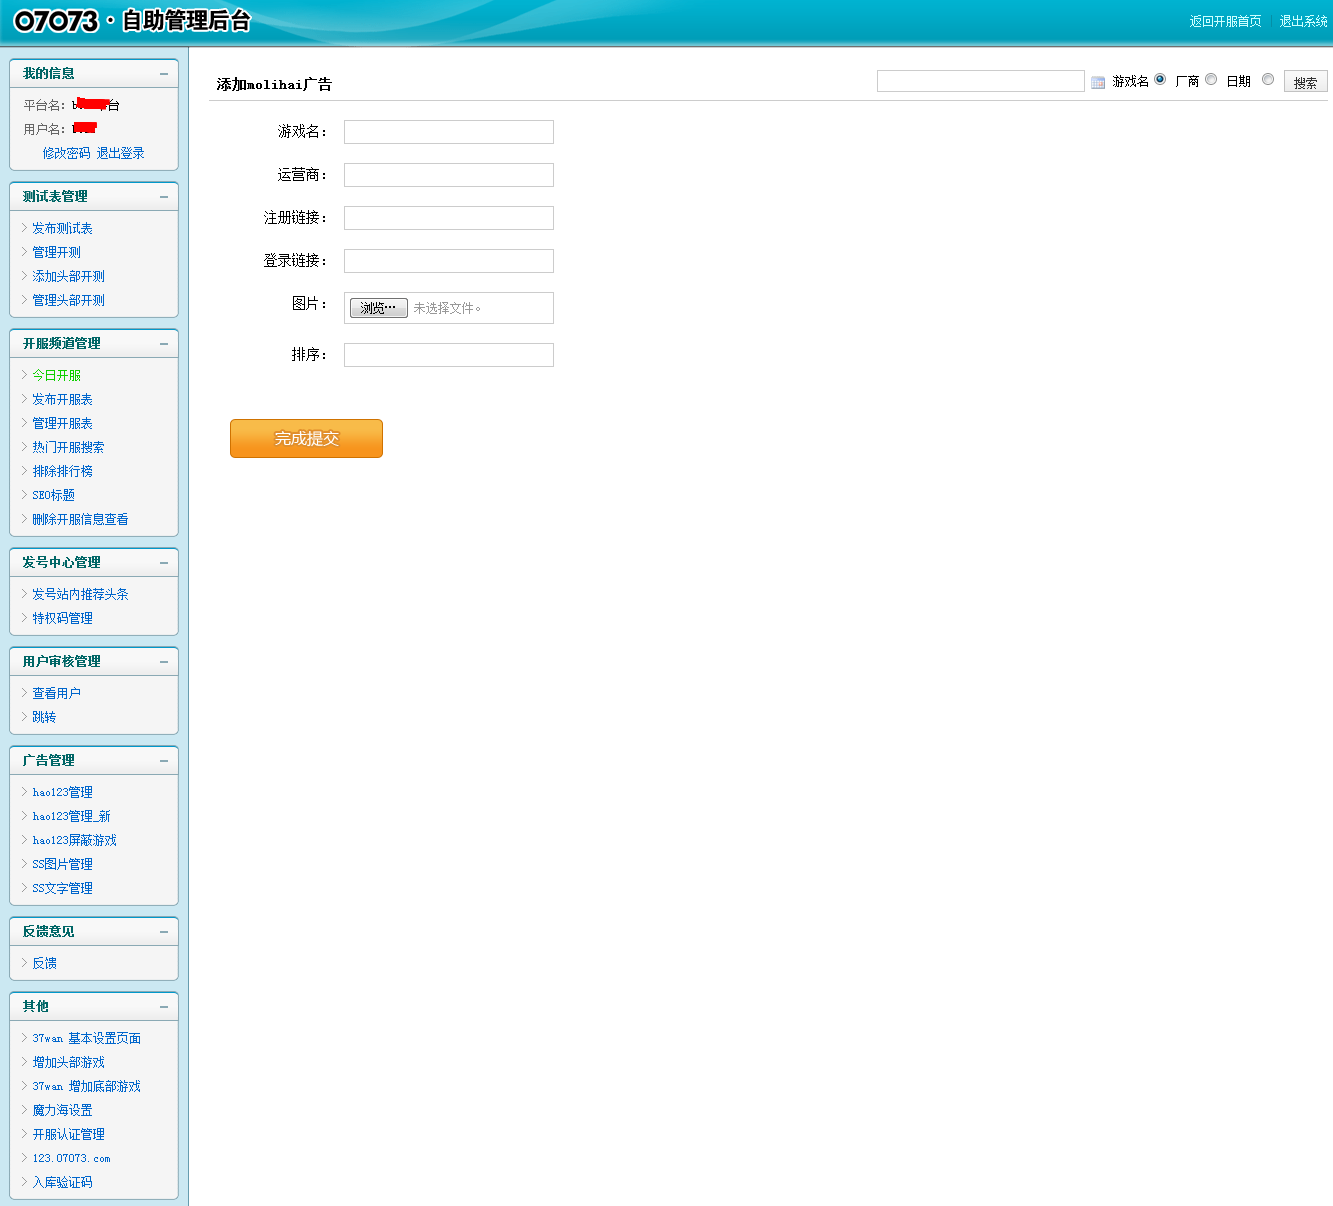 07073·自助管理后台
返回开服首页 退出系统
我的信息
平台名: 台
用户名:
修改密码 退出登录
测试表管理
发布测试表
管理开测
添加头部开测
管理头部开测
开服频道管理
今日开服
发布开服表
管理开服表
热门开服搜索
排除排行榜
SEO标题
删除开服信息查看
发号中心管理
发号站内推荐头条
特权码管理
用户审核管理
查看用户
跳转
广告管理
hao123管理
hao123管理_新
hao123屏蔽游戏
SS图片管理
SS文字管理
反馈意见
反馈
其他
37wan 基本设置页面
增加头部游戏
37wan 增加底部游戏
魔力海设置
开服认证管理
123.07073.com
入库验证码
添加molihai广告
游戏名 厂商 日期 搜索
游戏名:
运营商:
注册链接:
登录链接:
图片: 浏览… 未选择文件。
排序:
完成提交